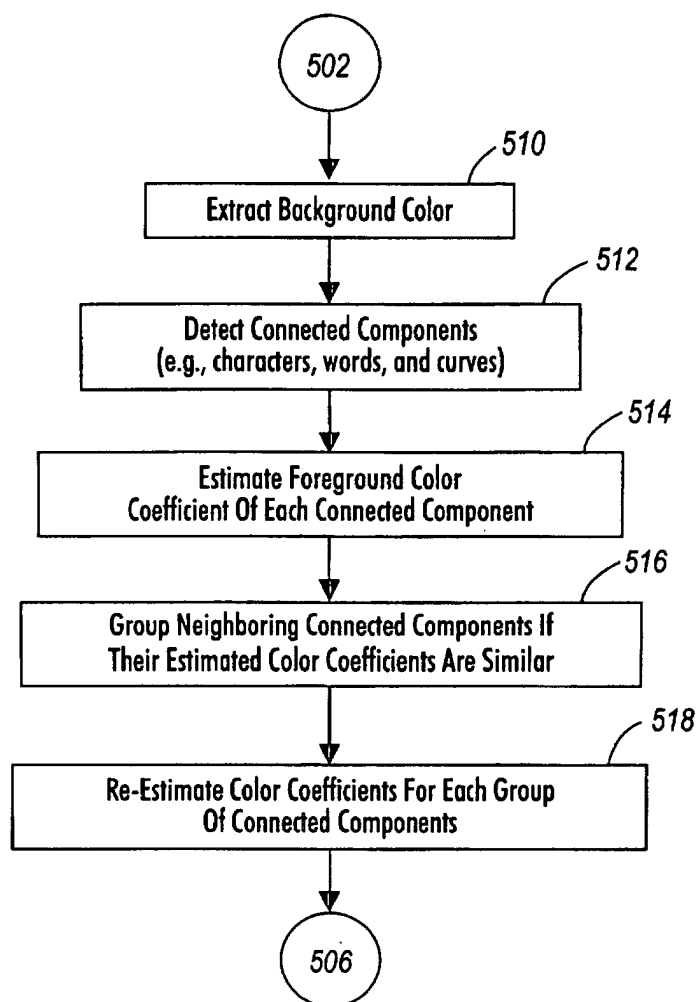 502
510
Extract Background Color
512
Detect Connected Components
(e.g., characters, words, and curves)
514
Estimate Foreground Color
Coefficient Of Each Connected Component
516
Group Neighboring Connected Components If
Their Estimated Color Coefficients Are Similar
518
Re-Estimate Color Coefficients For Each Group
Of Connected Components
506